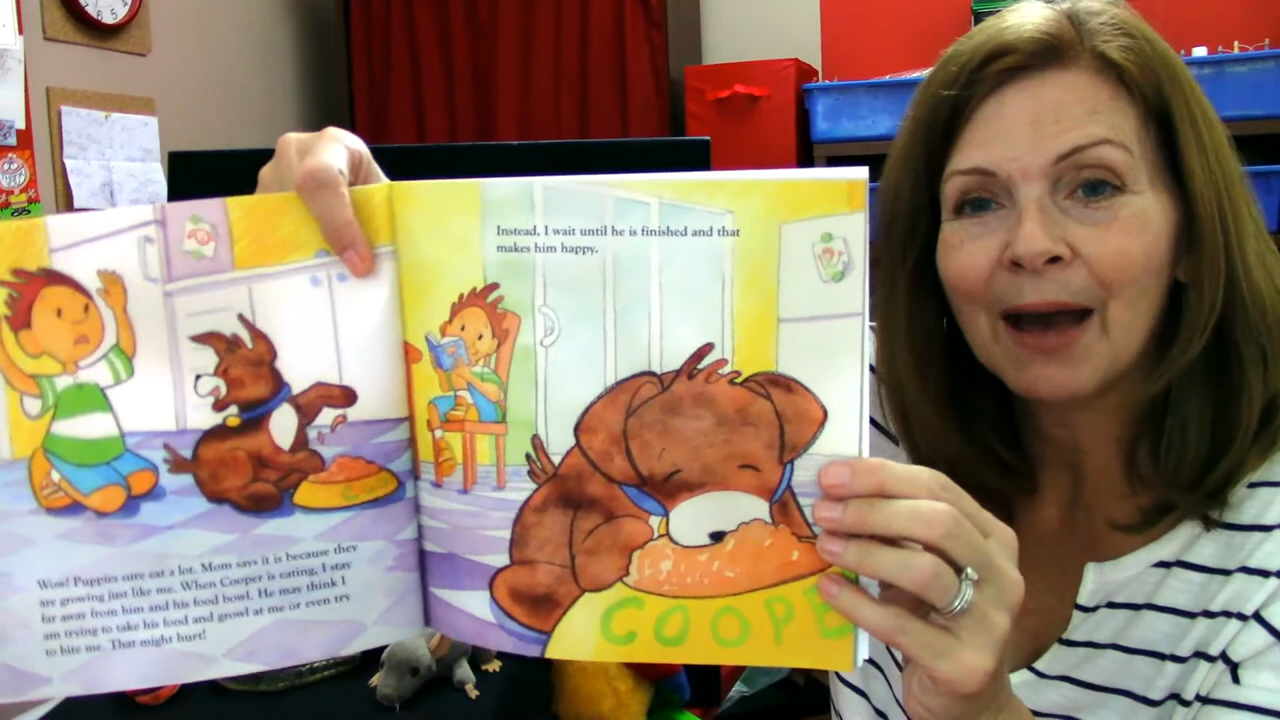 Wow! Puppies sure eat a lot. Mom says it is because they
are growing just like me. When Cooper is eating, I stay
far away from him and his food bowl. He may think I
am trying to take his food and growl at me or even try
to bite me. That might hurt!
Instead, I wait until he is finished and that
makes him happy.
COOPE